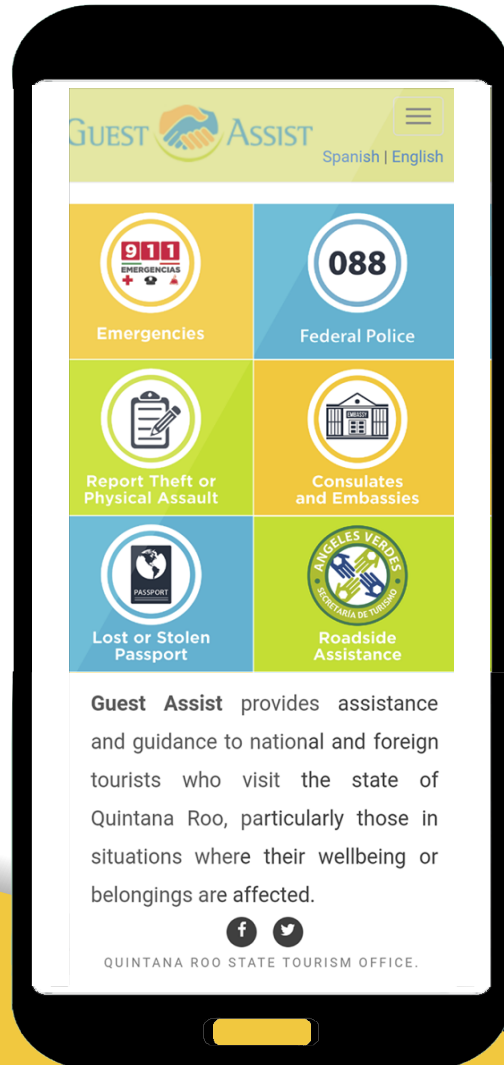 GUEST ASSIST
Spanish | English
911
EMERGENCIAS
Emergencies
088
Federal Police
Report Theft or
Physical Assault
EMBASSY
Consulates
and Embassies
PASSPORT
Lost or Stolen
Passport
ANGELES VERDES
SECRETARÍA DE TURISMO
Roadside
Assistance
Guest Assist provides assistance
and guidance to national and foreign
tourists who visit the state of
Quintana Roo, particularly those in
situations where their wellbeing or
belongings are affected.
QUINTANA ROO STATE TOURISM OFFICE.